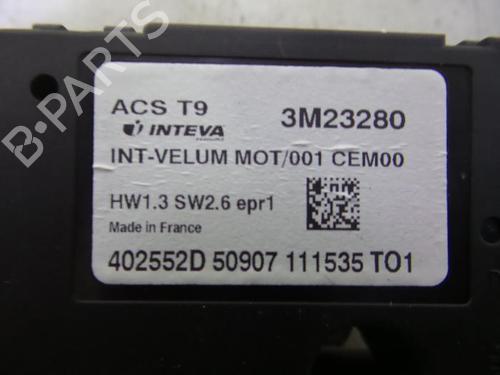 ACS T9
INTEVA
3M23280
INT-VELUM MOT/001 CEM00
HW1.3 SW2.6 epr1
Made in France
402552D 50907 111535 TO1
B-PARTS